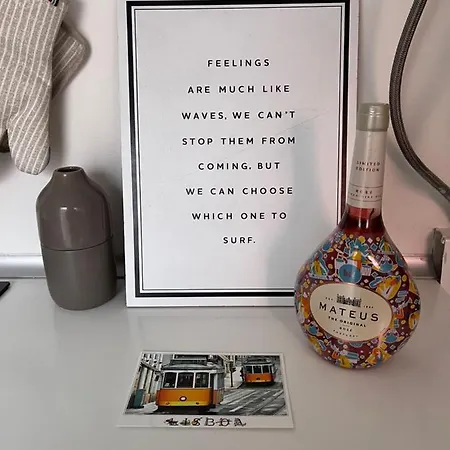 FEELINGS
ARE MUCH LIKE
WAVES, WE CAN'T
STOP THEM FROM
COMING, BUT
WE CAN CHOOSE
WHICH ONE TO
SURF.
LIMITED
EDITION
ROSÉ
MATEUS
THE ORIGINAL
ROSÉ
LISBOA